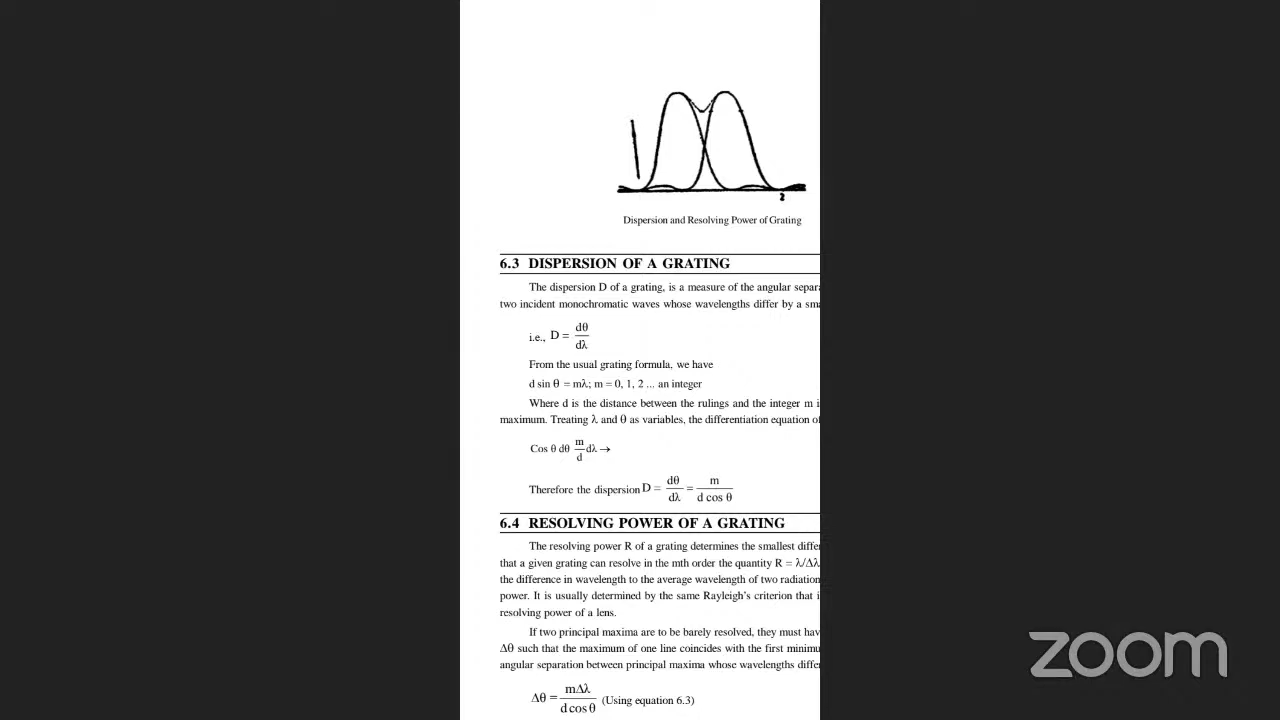 2
Dispersion and Resolving Power of Grating
6.3 DISPERSION OF A GRATING
The dispersion D of a grating, is a measure of the angular separa
two incident monochromatic waves whose wavelengths differ by a sma
i.e., D = dθ/dλ
From the usual grating formula, we have
d sin θ = mλ; m = 0, 1, 2 ... an integer
Where d is the distance between the rulings and the integer m i
maximum. Treating λ and θ as variables, the differentiation equation of
Cos θ dθ m/d dλ →
Therefore the dispersion D = dθ/dλ = m/d cos θ
6.4 RESOLVING POWER OF A GRATING
The resolving power R of a grating determines the smallest differe
that a given grating can resolve in the mth order the quantity R = λ/Δλ
the difference in wavelength to the average wavelength of two radiation
power. It is usually determined by the same Rayleigh's criterion that i
resolving power of a lens.
If two principal maxima are to be barely resolved, they must hav
Δθ such that the maximum of one line coincides with the first minimu
angular separation between principal maxima whose wavelengths differ
Δθ = mΔλ/d cos θ (Using equation 6.3)
zoom